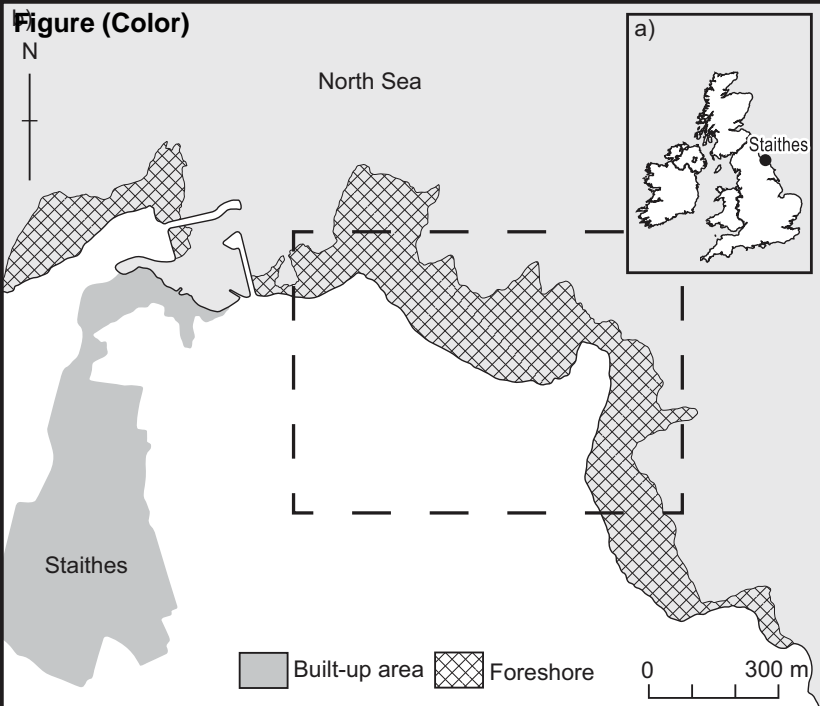 Figure (Color)
N
North Sea
a)
Staithes
Staithes
Built-up area
Foreshore
0
300 m